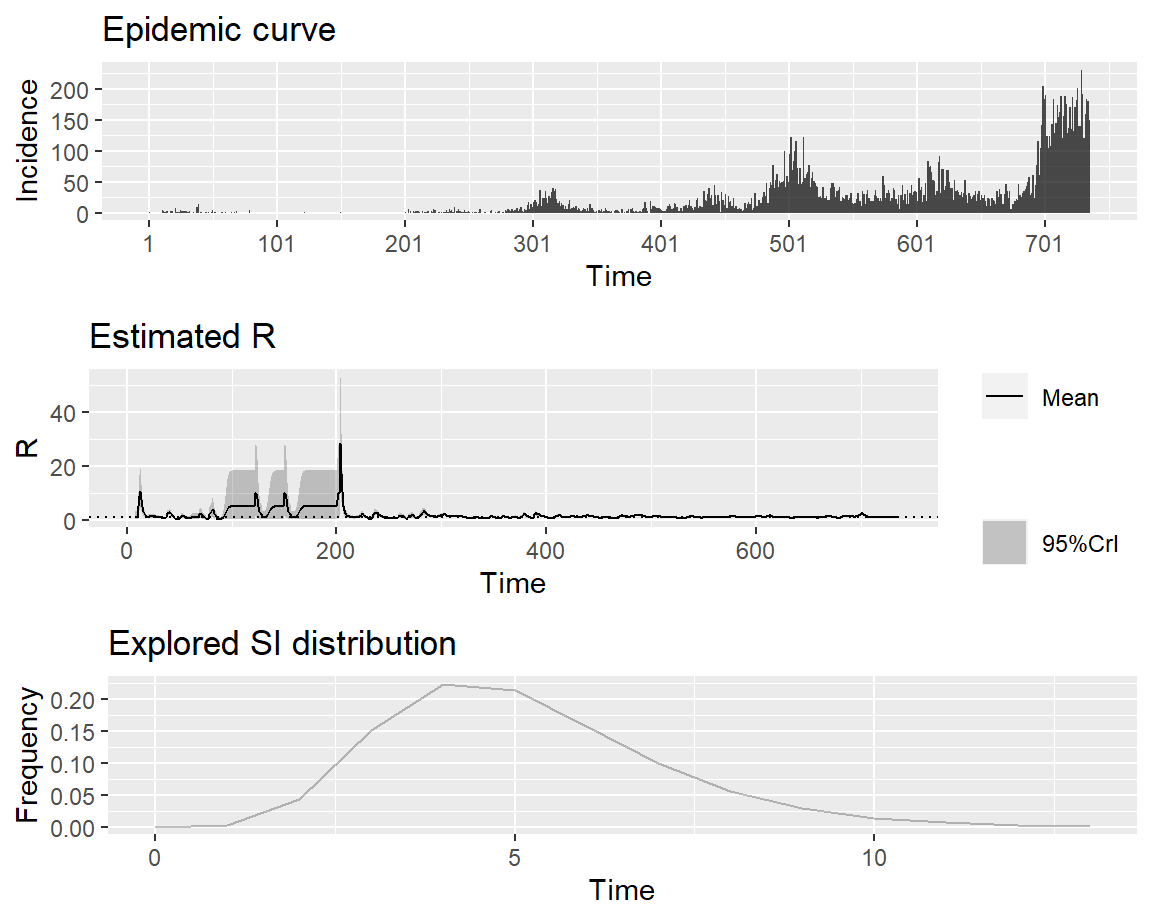 Epidemic curve
Incidence
200
150
100
50
0
1 101 201 301 401 501 601 701
Time
Estimated R
R
40
20
0
0 200 400 600
Time
Mean
95%CrI
Explored SI distribution
Frequency
0.20
0.15
0.10
0.05
0.00
0 5 10
Time